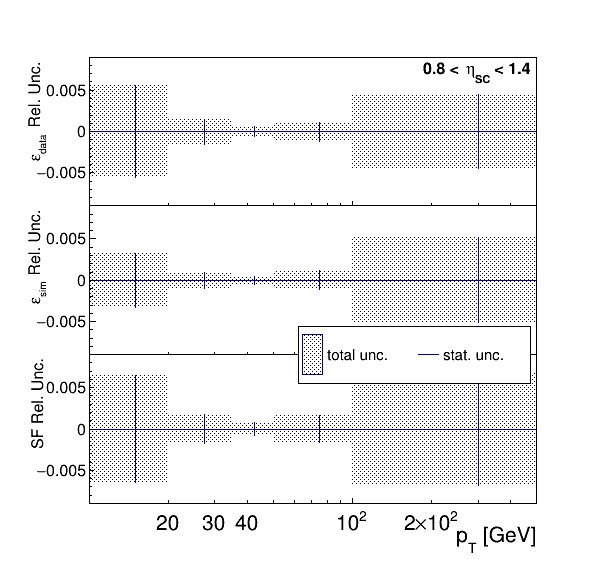 0.8 < η_SC < 1.4
ε_data Rel. Unc.
0.005
0
−0.005
ε_sim Rel. Unc.
0.005
0
−0.005
total unc.
stat. unc.
SF Rel. Unc.
0.005
0
−0.005
20 30 40 10² 2×10²
p_T [GeV]